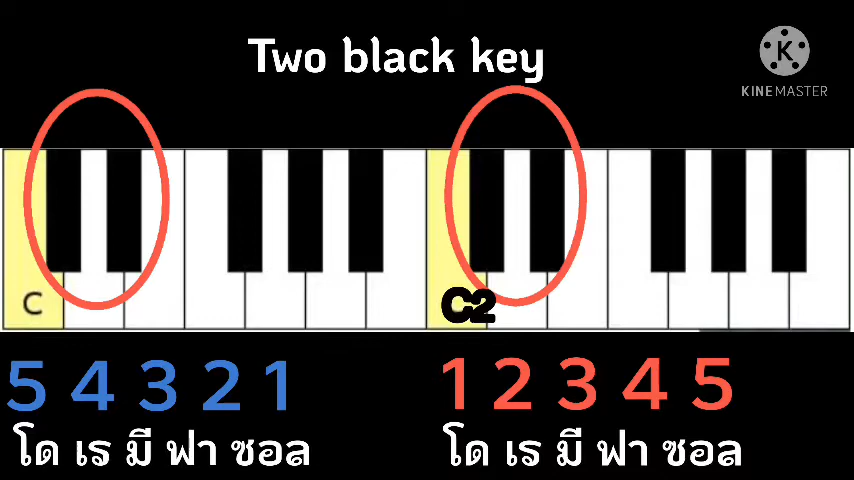 Two black key
KINEMASTER
C
C2
5 4 3 2 1
1 2 3 4 5
โด เร มี ฟา ซอล
โด เร มี ฟา ซอล